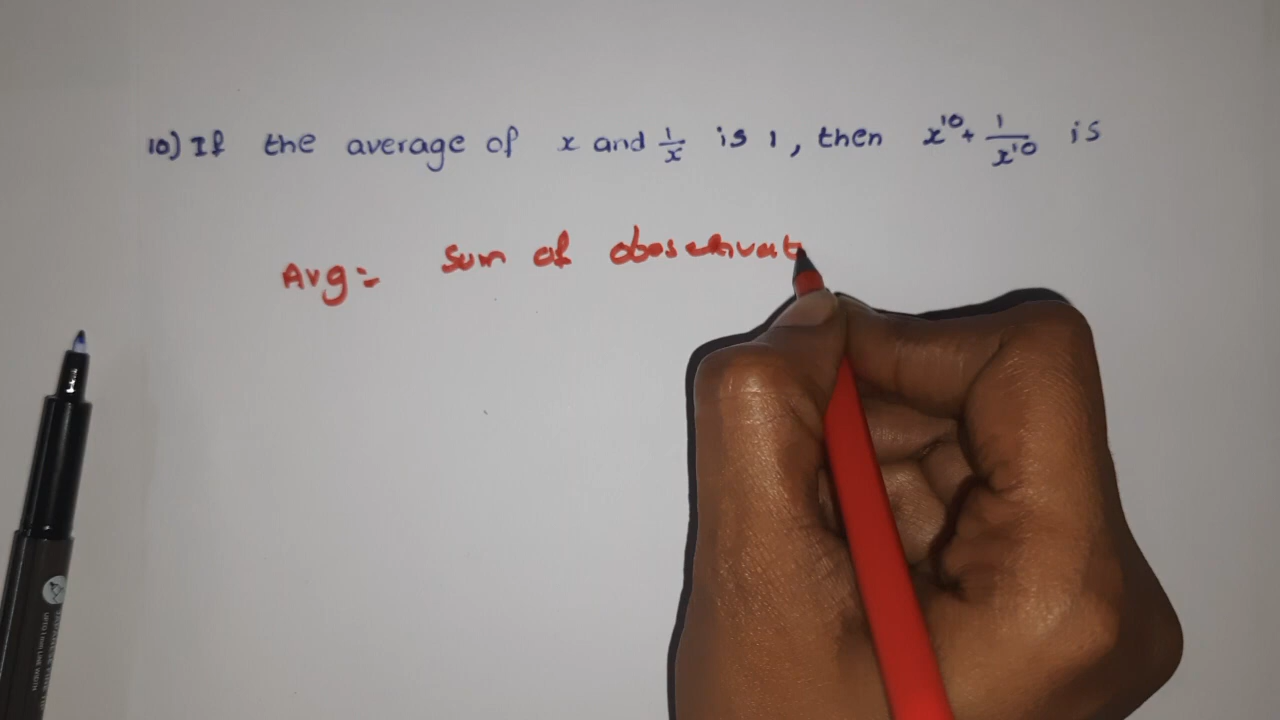 10) If the average of x and 1/x is 1, then x¹⁰ + 1/x¹⁰ is
Avg = Sum of observat